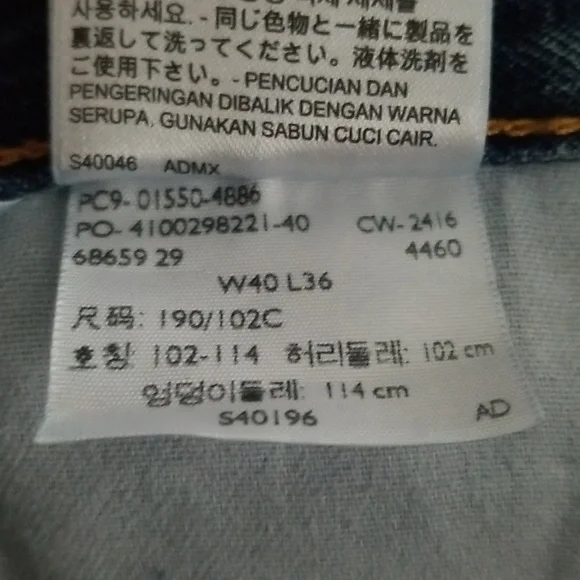 사용하세요. - 同じ色物と一緒に製品を
裏返して洗ってください。液体洗剤を
ご使用下さい。- PENCUCIAN DAN
PENGERINGAN DIBALIK DENGAN WARNA
SERUPA. GUNAKAN SABUN CUCI CAIR.
S40046 ADMX
PC9- 01550-4886
PO- 4100298221-40 CW- 2416
68659 29 4460
W40 L36
尺码: 190/102C
호칭: 102-114 허리둘레: 102 cm
엉덩이둘레: 114 cm
S40196 AD